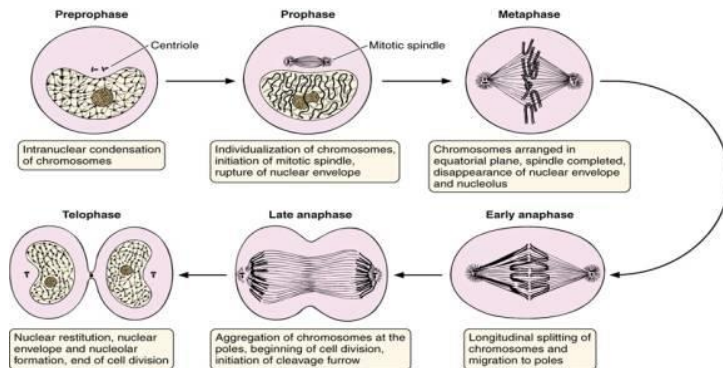 Preprophase
Centriole
Intranuclear condensation
of chromosomes
Prophase
Mitotic spindle
Individualization of chromosomes,
initiation of mitotic spindle,
rupture of nuclear envelope
Metaphase
Chromosomes arranged in
equatorial plane, spindle completed,
disappearance of nuclear envelope
and nucleolus
Telophase
Nuclear restitution, nuclear
envelope and nucleolar
formation, end of cell division
Late anaphase
Aggregation of chromosomes at the
poles, beginning of cell division,
initiation of cleavage furrow
Early anaphase
Longitudinal splitting of
chromosomes and
migration to poles